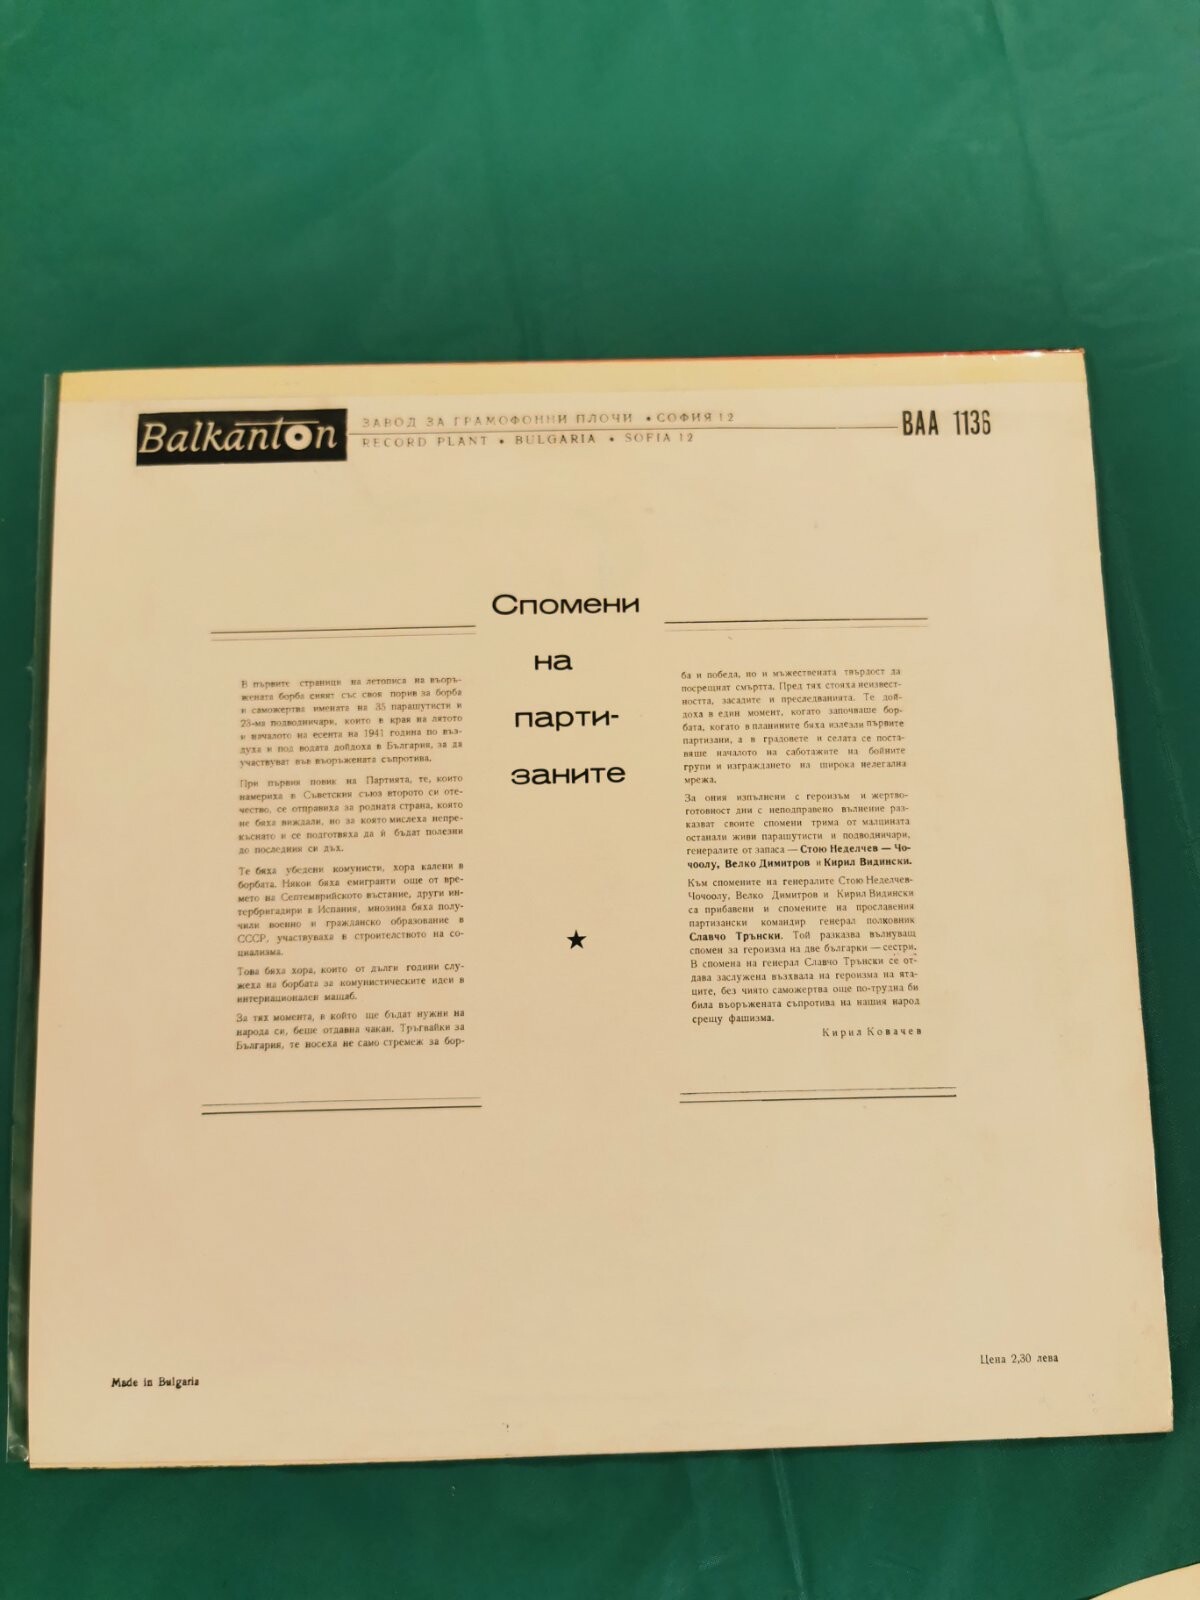 Balkanton
ЗАВОД ЗА ГРАМОФОННИ ПЛОЧИ • СОФИЯ 12
RECORD PLANT • BULGARIA • SOFIA 12
ВАА 1136
Спомени
на
парти-
заните
★
В първите страници на летописа на въоръ-
жената борба сияят със своя порив за борба
и саможертва имената на 35 парашутисти и
23-ма подводничари, които в края на лятото
и началото на есента на 1941 година по въз-
духа и под водата дойдоха в България, за да
участвуват във въоръжената съпротива.
При първия повик на Партията, те, които
намериха в Съветския съюз второто си оте-
чество, се отправиха за родната страна, която
не бяха виждали, но за която мислеха непре-
къснато и се подготвяха да ѝ бъдат полезни
до последния си дъх.
Те бяха убедени комунисти, хора калени в
борбата. Някои бяха емигранти още от вре-
мето на Септемврийското въстание, други ин-
тербригадири в Испания, мнозина бяха полу-
чили военно и гражданско образование в
СССР, участвуваха в строителството на со-
циализма.
Това бяха хора, които от дълги години слу-
жеха на борбата за комунистическите идеи в
интернационален мащаб.
За тях момента, в който ще бъдат нужни на
народа си, беше отдавна чакан. Тръгвайки за
България, те носеха не само стремеж за бор-
ба и победа, но и мъжествената твърдост да
посрещнат смъртта. Пред тях стояха неизвест-
ността, засадите и преследванията. Те дой-
доха в един момент, когато започваше бор-
бата, когато в планините бяха излезли първите
партизани, а в градовете и селата се поста-
вяше началото на саботажите на бойните
групи и изграждането на широка нелегална
мрежа.
За ония изпълнени с героизъм и жертво-
готовност дни с неподправено вълнение раз-
казват своите спомени трима от малцината
останали живи парашутисти и подводничари,
генералите от запаса — Стою Неделчев — Чо-
чоолу, Велко Димитров и Кирил Видински.
Към спомените на генералите Стою Неделчев-
Чочоолу, Велко Димитров и Кирил Видински
са прибавени и спомените на прославения
партизански командир генерал полковник
Славчо Трънски. Той разказва вълнуващ
спомен за героизма на две българки — сестри.
В спомена на генерал Славчо Трънски се от-
дава заслужена възхвала на героизма на ята-
ците, без чиято саможертва още по-трудна би
била въоръжената съпротива на нашия народ
срещу фашизма.
Кирил Ковачев
Made in Bulgaria
Цена 2,30 лева